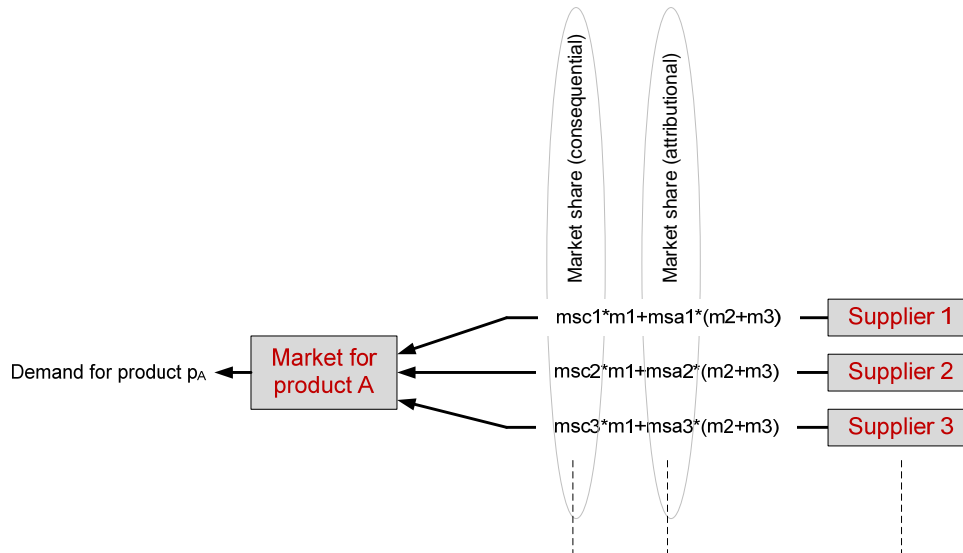 Market share (consequential)
Market share (attributional)
msc1*m1+msa1*(m2+m3)
Supplier 1
Demand for product pA
Market for
product A
msc2*m1+msa2*(m2+m3)
Supplier 2
msc3*m1+msa3*(m2+m3)
Supplier 3